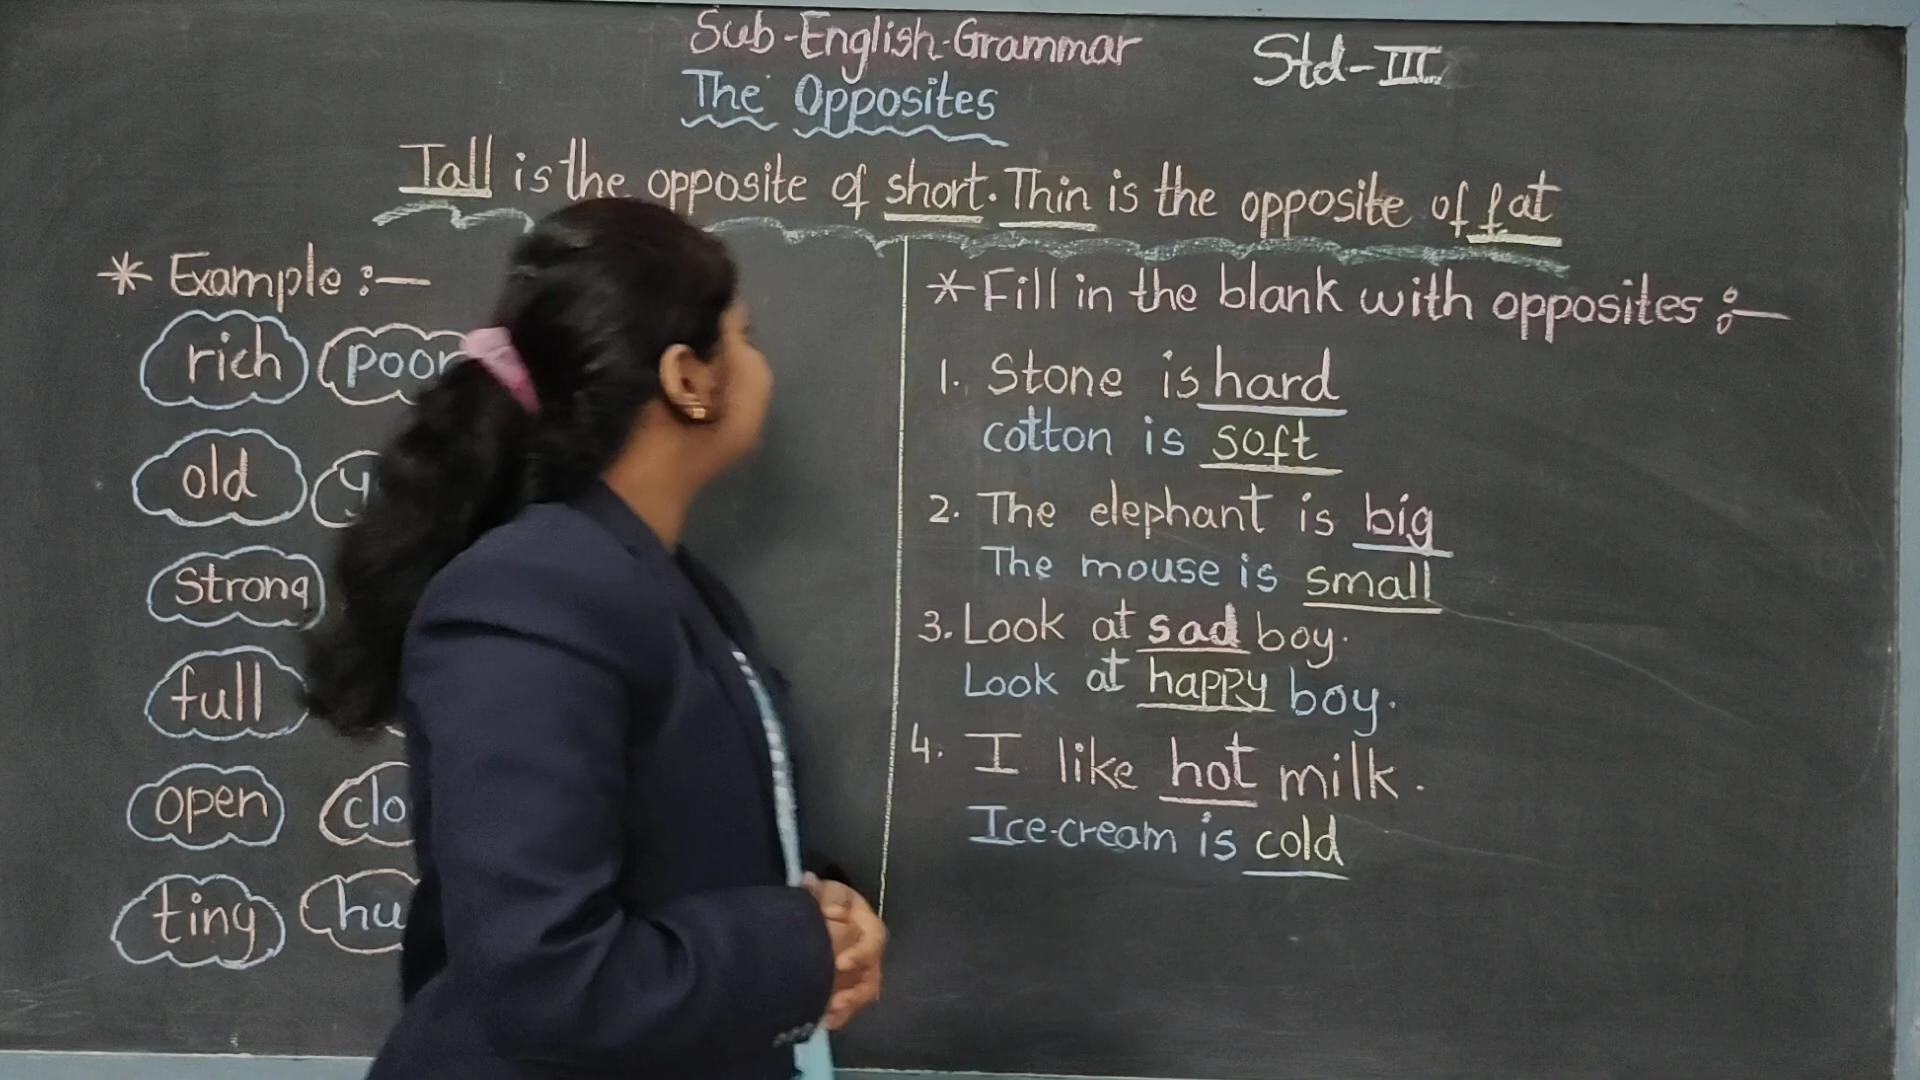 Sub-English-Grammar Std-III
The Opposites
Tall is the opposite of short. Thin is the opposite of fat
* Example :—
rich poor
old
strong
full
open
tiny
* Fill in the blank with opposites :—
1. Stone is hard
cotton is soft
2. The elephant is big
The mouse is small
3. Look at sad boy.
Look at happy boy.
4. I like hot milk.
Ice-cream is cold